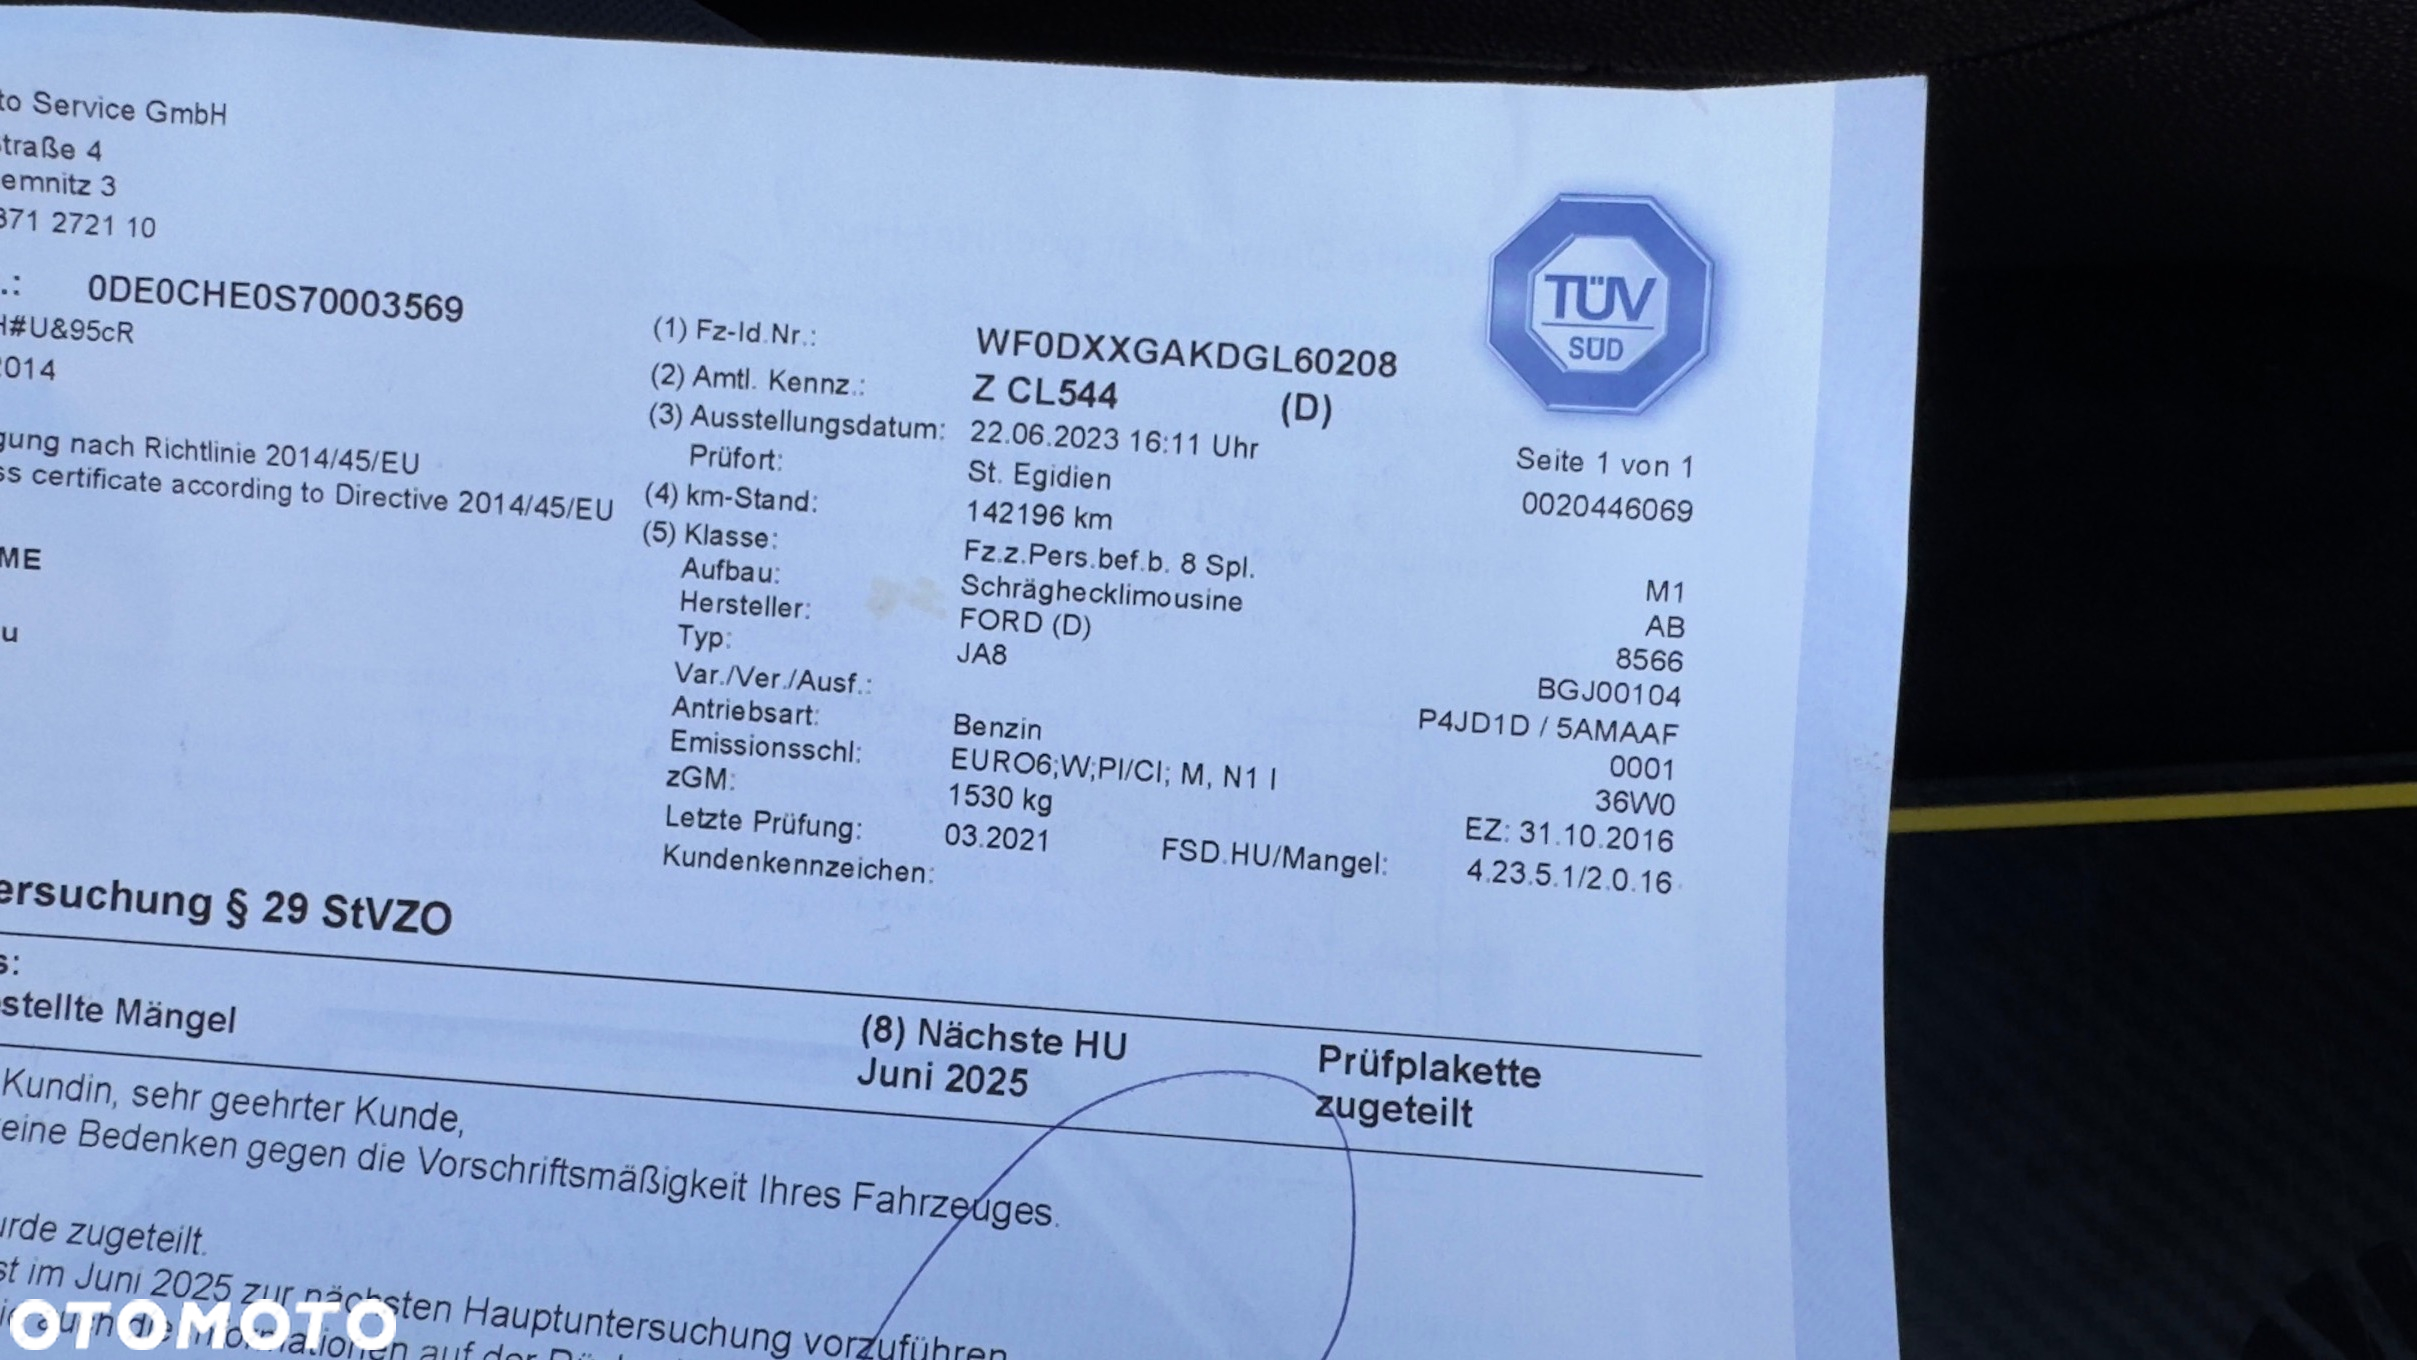 to Service GmbH
traße 4
emnitz 3
371 2721 10
.: 0DE0CHE0S70003569
H#U&95cR
2014
gung nach Richtlinie 2014/45/EU
ss certificate according to Directive 2014/45/EU
ME
u
TÜV
SÜD
Seite 1 von 1
0020446069
(1) Fz-Id.Nr.: WF0DXXGAKDGL60208
(2) Amtl. Kennz.: Z CL544 (D)
(3) Ausstellungsdatum: 22.06.2023 16:11 Uhr
Prüfort: St. Egidien
(4) km-Stand: 142196 km
(5) Klasse: Fz.z.Pers.bef.b. 8 Spl. M1
Aufbau: Schräghecklimousine AB
Hersteller: FORD (D) 8566
Typ: JA8 BGJ00104
Var./Ver./Ausf.: P4JD1D / 5AMAAF
Antriebsart: Benzin 0001
Emissionsschl: EURO6;W;PI/CI; M, N1 I 36W0
zGM: 1530 kg EZ: 31.10.2016
Letzte Prüfung: 03.2021 FSD.HU/Mangel: 4.23.5.1/2.0.16
Kundenkennzeichen:
ersuchung § 29 StVZO
s:
stellte Mängel
(8) Nächste HU
Juni 2025
Prüfplakette
zugeteilt
Kundin, sehr geehrter Kunde,
eine Bedenken gegen die Vorschriftsmäßigkeit Ihres Fahrzeuges.
urde zugeteilt.
st im Juni 2025 zur nächsten Hauptuntersuchung vorzuführen
auch die Informationen auf der
OTOMOTO